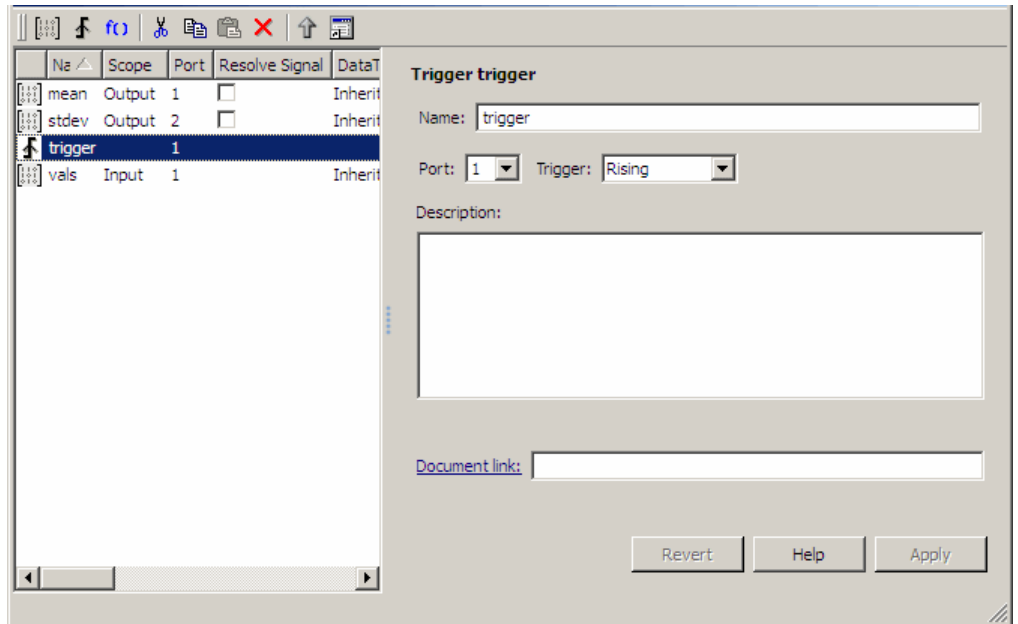 f()
Na Scope Port Resolve Signal DataT
mean Output 1 Inherit
stdev Output 2 Inherit
trigger 1
vals Input 1 Inherit
Trigger trigger
Name: trigger
Port: 1 Trigger: Rising
Description:
Document link:
Revert Help Apply